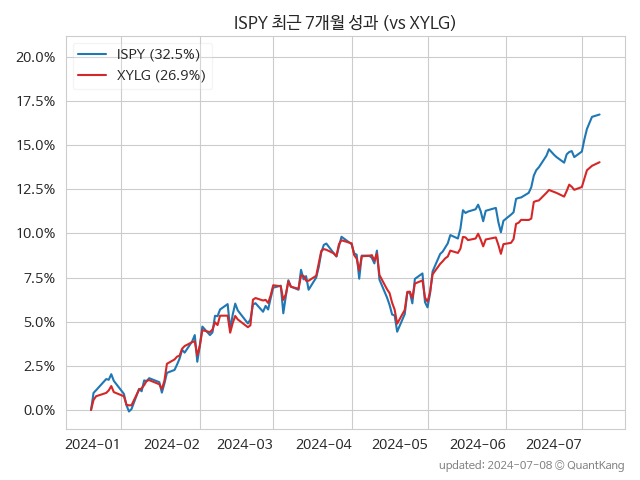 ISPY 최근 7개월 성과 (vs XYLG)
ISPY (32.5%)
XYLG (26.9%)
20.0%
17.5%
15.0%
12.5%
10.0%
7.5%
5.0%
2.5%
0.0%
2024-01 2024-02 2024-03 2024-04 2024-05 2024-06 2024-07
updated: 2024-07-08 © QuantKang